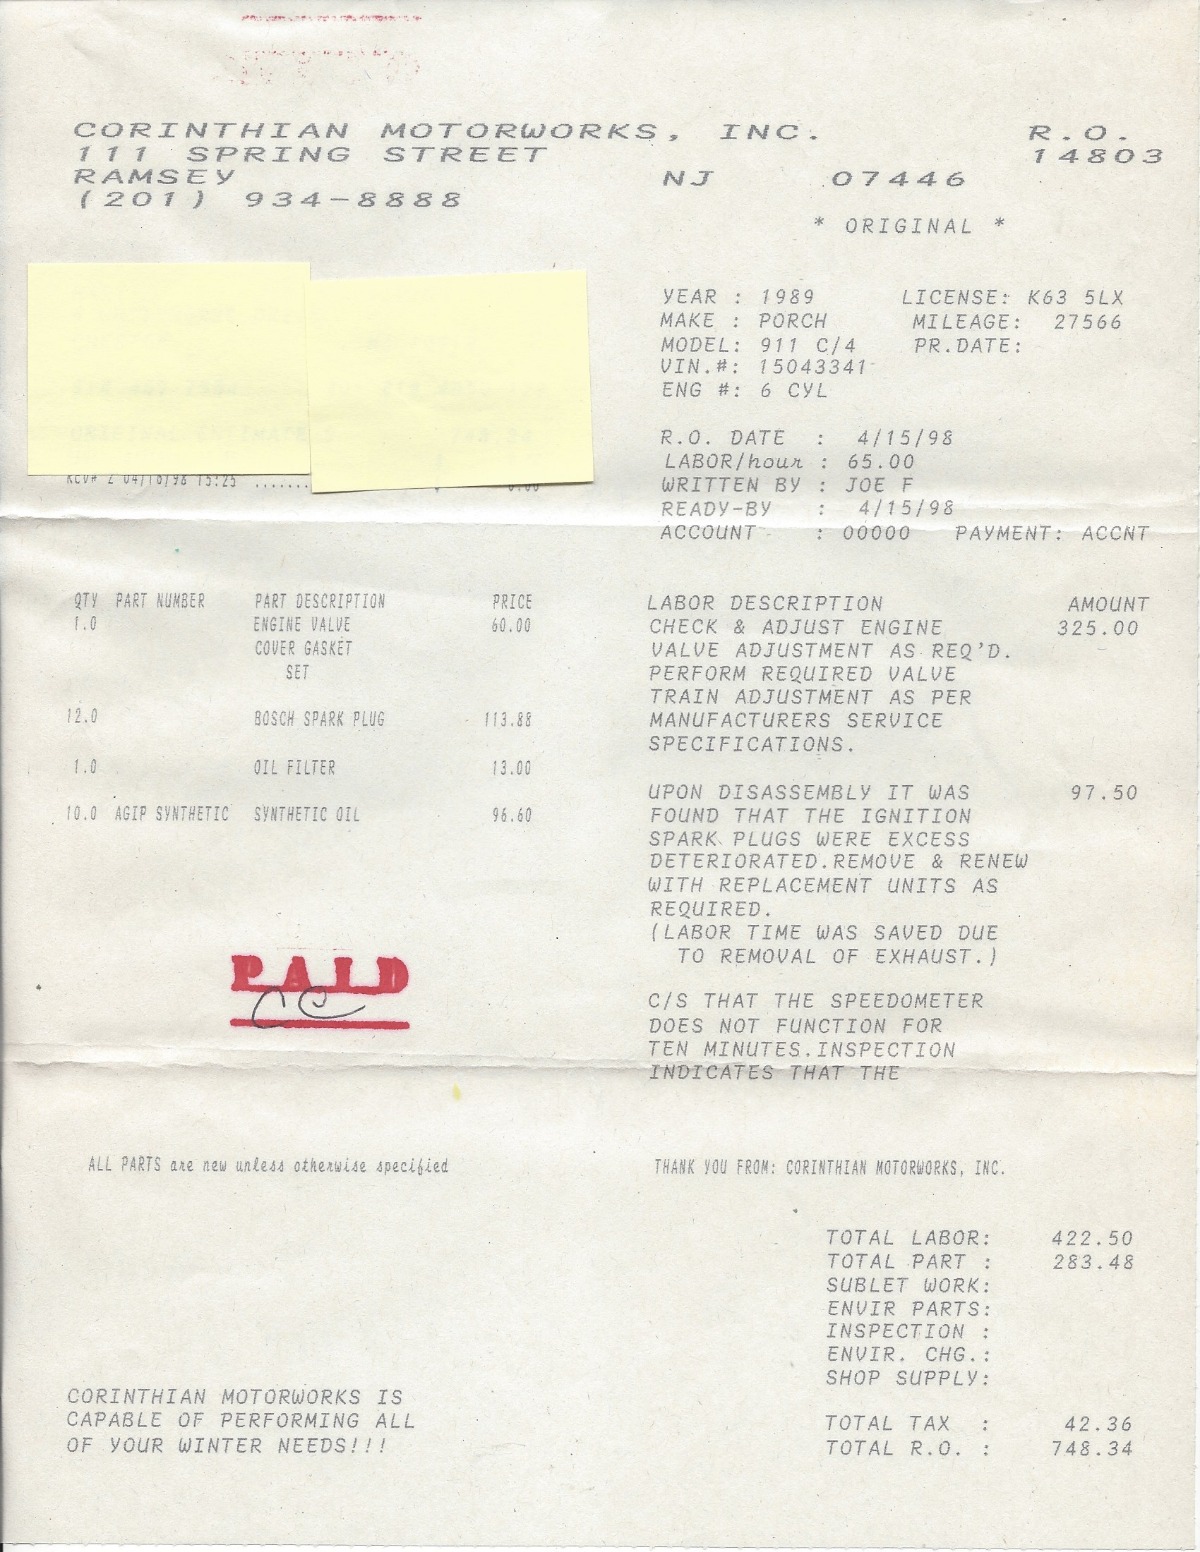 CORINTHIAN MOTORWORKS, INC. R.O.
111 SPRING STREET 14803
RAMSEY NJ 07446
(201) 934-8888
* ORIGINAL *
YEAR : 1989 LICENSE: K63 5LX
MAKE : PORCH MILEAGE: 27566
MODEL: 911 C/4 PR.DATE:
VIN.#: 15043341
ENG #: 6 CYL
R.O. DATE : 4/15/98
LABOR/hour : 65.00
WRITTEN BY : JOE F
READY-BY : 4/15/98
ACCOUNT : 00000 PAYMENT: ACCNT
04/16/98 15:25 ....... 0.00
QTY PART NUMBER PART DESCRIPTION PRICE
1.0 ENGINE VALVE 60.00
COVER GASKET
SET
12.0 BOSCH SPARK PLUG 113.88
1.0 OIL FILTER 13.00
10.0 AGIP SYNTHETIC SYNTHETIC OIL 96.60
PAID
CC
LABOR DESCRIPTION AMOUNT
CHECK & ADJUST ENGINE 325.00
VALVE ADJUSTMENT AS REQ'D.
PERFORM REQUIRED VALVE
TRAIN ADJUSTMENT AS PER
MANUFACTURERS SERVICE
SPECIFICATIONS.
UPON DISASSEMBLY IT WAS 97.50
FOUND THAT THE IGNITION
SPARK PLUGS WERE EXCESS
DETERIORATED.REMOVE & RENEW
WITH REPLACEMENT UNITS AS
REQUIRED.
(LABOR TIME WAS SAVED DUE
TO REMOVAL OF EXHAUST.)
C/S THAT THE SPEEDOMETER
DOES NOT FUNCTION FOR
TEN MINUTES.INSPECTION
INDICATES THAT THE
ALL PARTS are new unless otherwise specified
THANK YOU FROM: CORINTHIAN MOTORWORKS, INC.
TOTAL LABOR: 422.50
TOTAL PART : 283.48
SUBLET WORK:
ENVIR PARTS:
INSPECTION :
ENVIR. CHG.:
SHOP SUPPLY:
TOTAL TAX : 42.36
TOTAL R.O. : 748.34
CORINTHIAN MOTORWORKS IS
CAPABLE OF PERFORMING ALL
OF YOUR WINTER NEEDS!!!